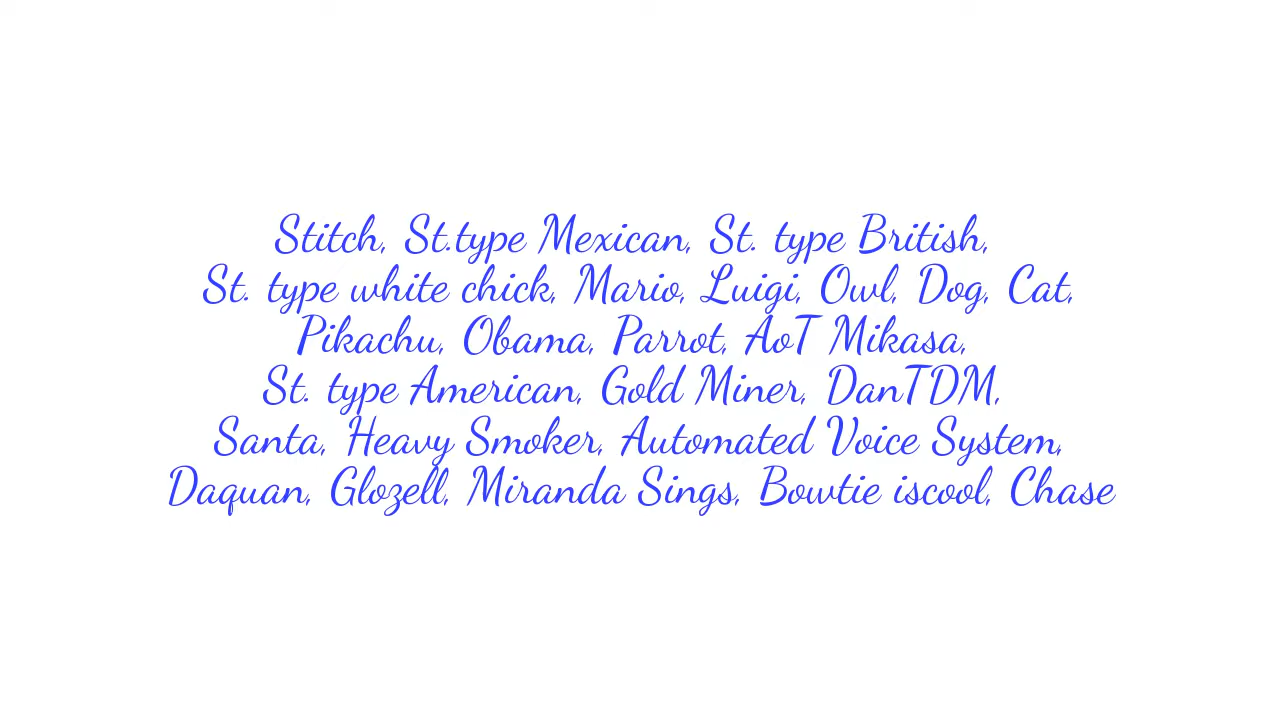 Stitch, St.type Mexican, St. type British,
St. type white chick, Mario, Luigi, Owl, Dog, Cat,
Pikachu, Obama, Parrot, AoT Mikasa,
St. type American, Gold Miner, DanTDM,
Santa, Heavy Smoker, Automated Voice System,
Daquan, Glozell, Miranda Sings, Bowtie iscool, Chase